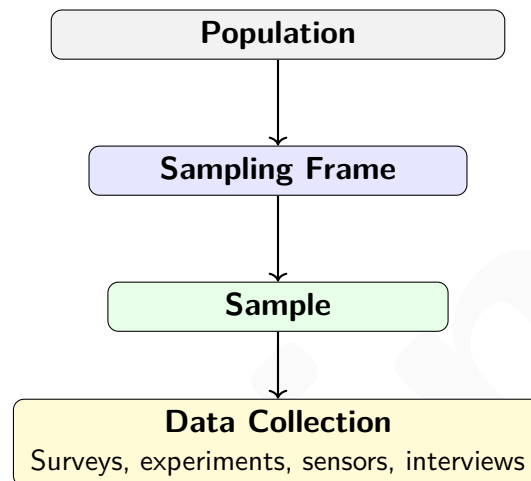 Population
Sampling Frame
Sample
Data Collection
Surveys, experiments, sensors, interviews